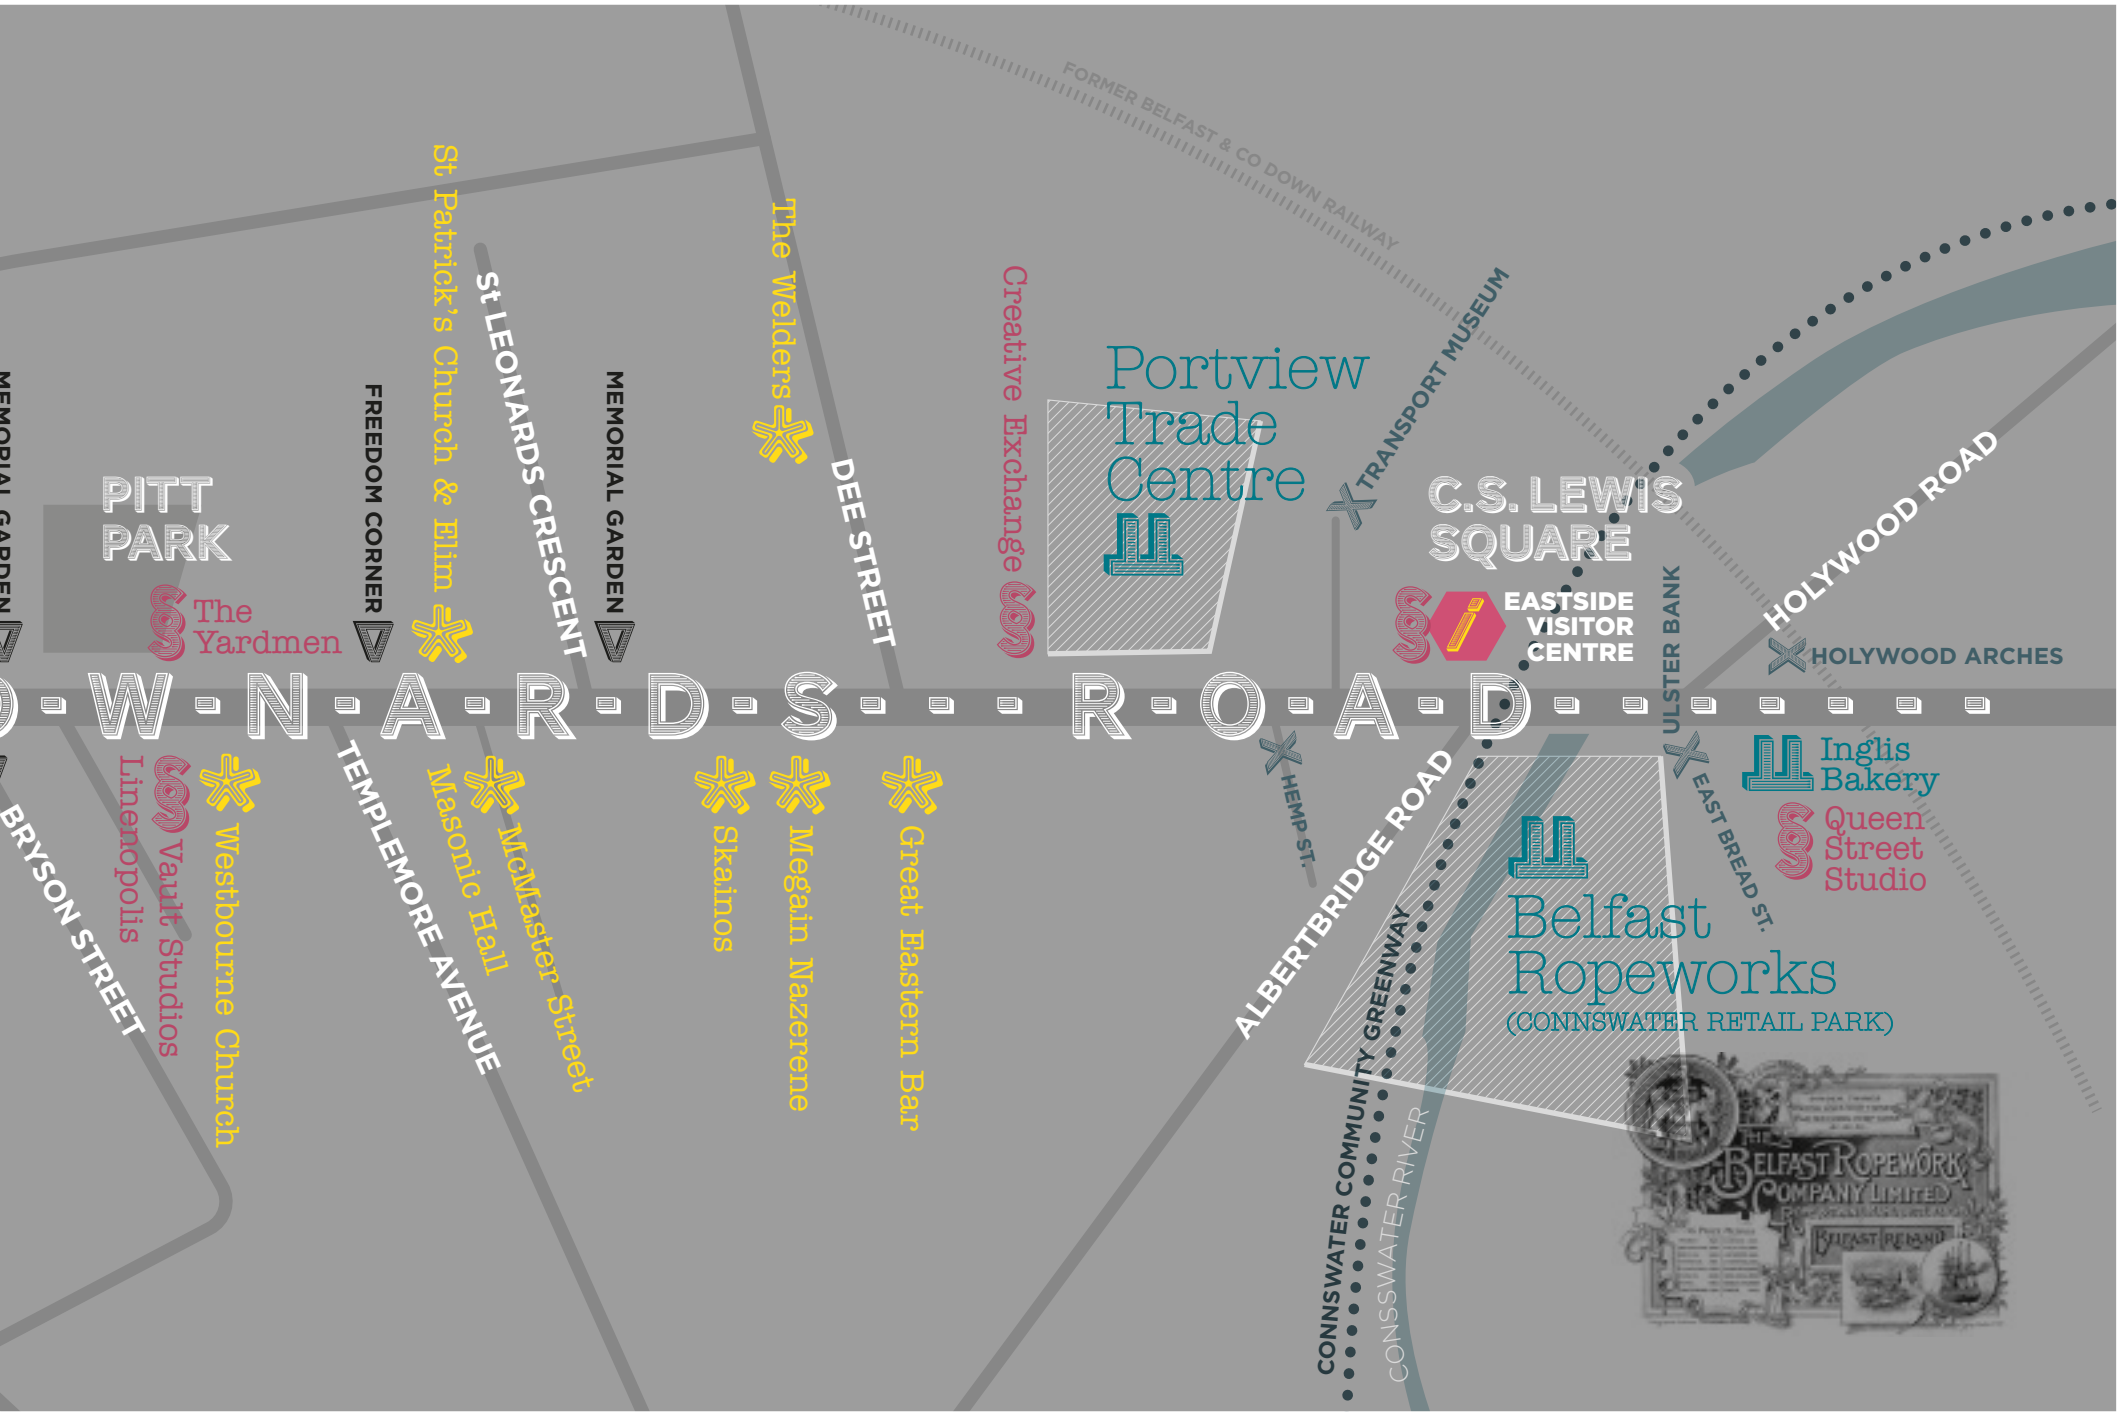 FORMER BELFAST & CO DOWN RAILWAY
St Patrick's Church & Elim
The Welders
St LEONARDS CRESCENT
Creative Exchange
TRANSPORT MUSEUM
Portview
Trade
Centre
MEMORIAL GARDEN
FREEDOM CORNER
MEMORIAL GARDEN
DEE STREET
HOLYWOOD ROAD
PITT
PARK
C.S. LEWIS
SQUARE
The
Yardmen
EASTSIDE
VISITOR
CENTRE
i
ULSTER BANK
HOLYWOOD ARCHES
O-W-N-A-R-D-S- - - R-O-A-D- - - - - - -
BRYSON STREET
Linenopolis
Vault Studios
Westbourne Church
TEMPLEMORE AVENUE
Masonic Hall
McMaster Street
Skainos
Megain Nazerene
Great Eastern Bar
HEMP ST.
ALBERTBRIDGE ROAD
EAST BREAD ST.
Inglis
Bakery
Queen
Street
Studio
Belfast
Ropeworks
(CONNSWATER RETAIL PARK)
CONNSWATER COMMUNITY GREENWAY
CONSSWATER RIVER
THE
BELFAST ROPEWORK
COMPANY LIMITED
BELFAST IRELAND